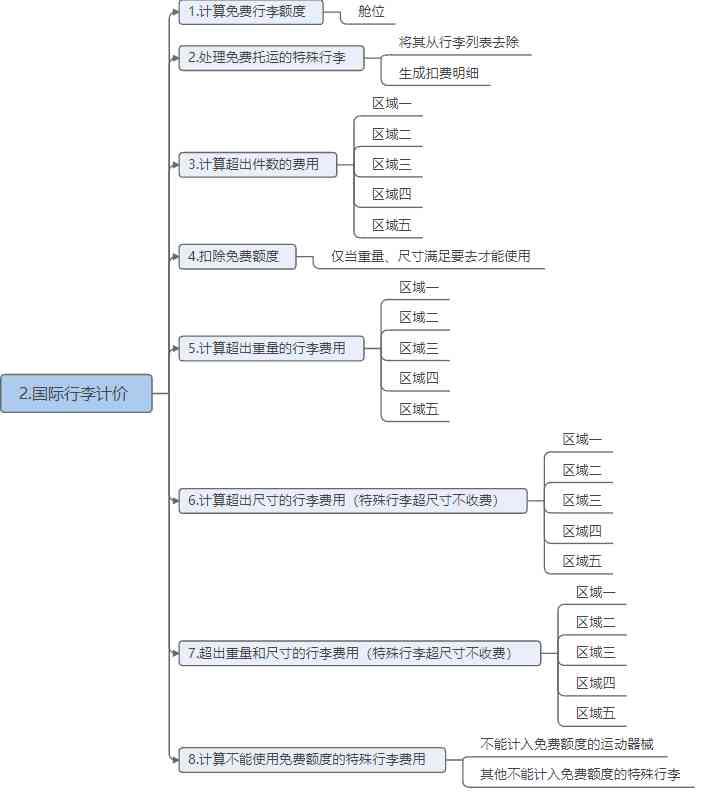 2.国际行李计价
1.计算免费行李额度
舱位
2.处理免费托运的特殊行李
将其从行李列表去除
生成扣费明细
3.计算超出件数的费用
区域一
区域二
区域三
区域四
区域五
4.扣除免费额度
仅当重量、尺寸满足要去才能使用
5.计算超出重量的行李费用
区域一
区域二
区域三
区域四
区域五
6.计算超出尺寸的行李费用（特殊行李超尺寸不收费）
区域一
区域二
区域三
区域四
区域五
7.超出重量和尺寸的行李费用（特殊行李超尺寸不收费）
区域一
区域二
区域三
区域四
区域五
8.计算不能使用免费额度的特殊行李费用
不能计入免费额度的运动器械
其他不能计入免费额度的特殊行李